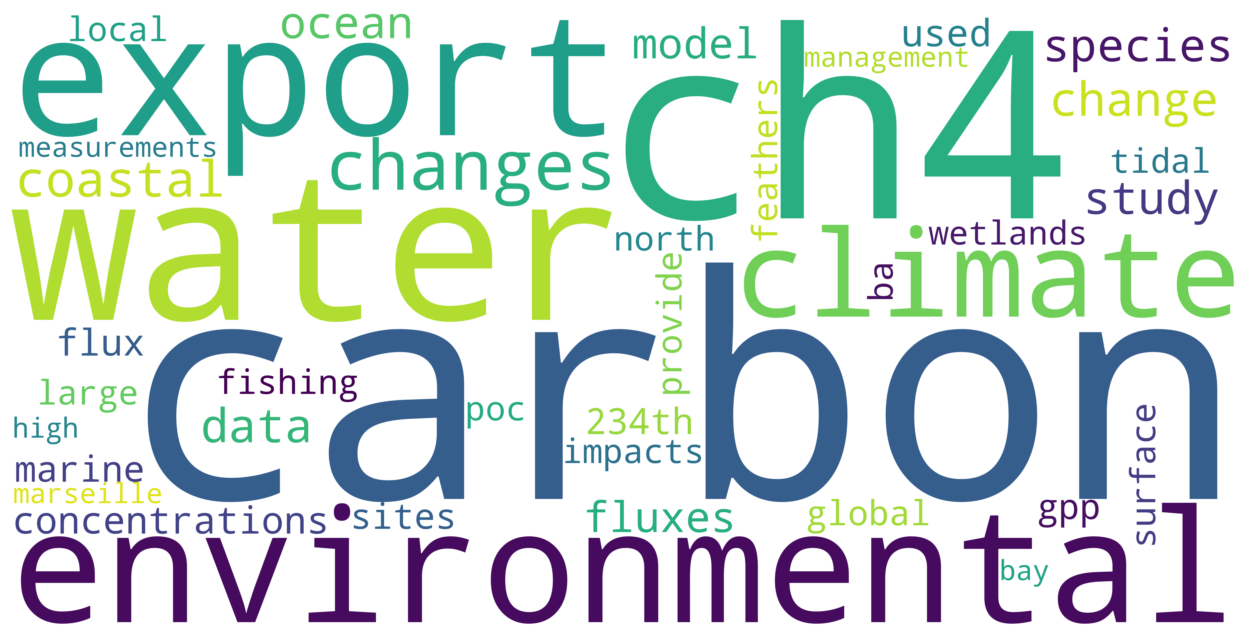 local
ocean
export
model
used
management
species
ch4
change
measurements
changes
coastal
feathers
tidal
study
water
north
wetlands
climate
ba
provide
carbon
flux
fishing
large
data
high
poc
234th
impacts
surface
marine
marseille
concentrations
sites
fluxes
global
gpp
environmental
bay